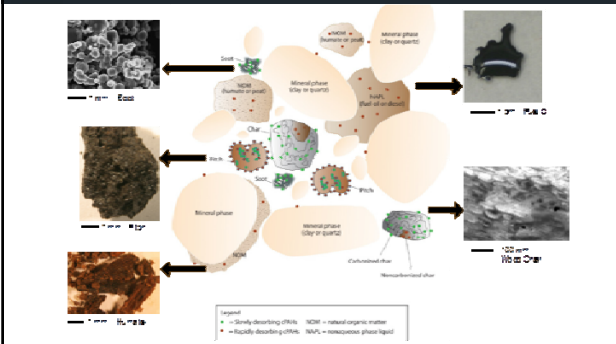 NOM
(humate or peat)
Mineral phase
(clay or quartz)
Soot
Mineral phase
(clay or quartz)
NOM
(humate or peat)
NAPL
(fuel oil or diesel)
Char
Pitch
Soot
Pitch
Mineral phase
Mineral phase
(clay or quartz)
NOM
Carbonized char
Noncarbonized char
Soot
Wood Char
Legend
= Slowly desorbing cPAHs NOM = natural organic matter
= Rapidly desorbing cPAHs NAPL = nonaqueous phase liquid